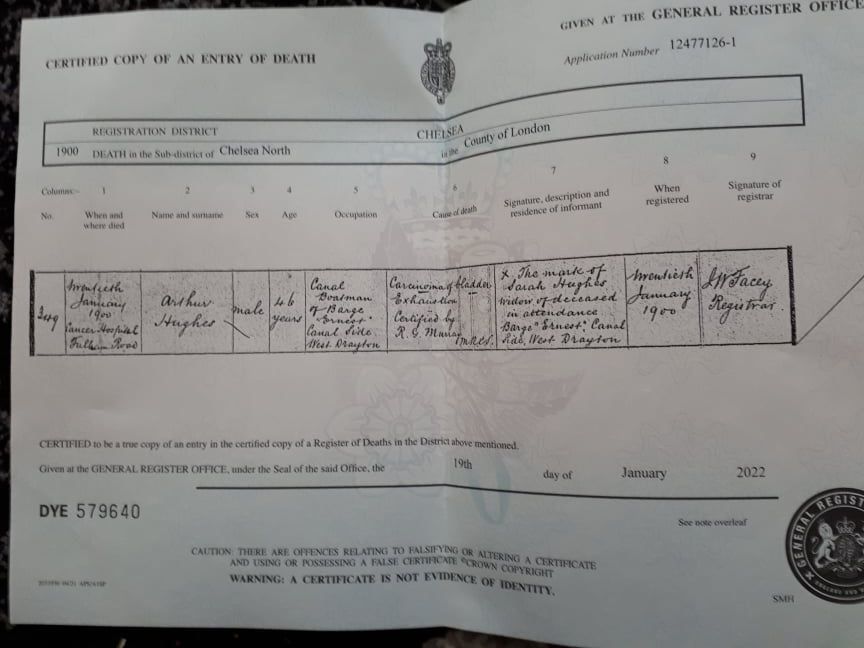 CERTIFIED COPY OF AN ENTRY OF DEATH
GIVEN AT THE GENERAL REGISTER OFFICE
Application Number 12477126-1
REGISTRATION DISTRICT CHELSEA
1900 DEATH in the Sub-district of Chelsea North in the County of London
Columns:- 1 2 3 4 5 6 7 8 9
No. When and where died Name and surname Sex Age Occupation Cause of death Signature, description and residence of informant When registered Signature of registrar
Twentieth
January
1900
Cancer Hospital
Fulham Road
Arthur
Hughes
male
46
years
Canal
Boatman
of Barge
"Ernest"
Canal Side
West Drayton
Carcinoma of bladder
Exhaustion
Certified by
R. G.
M.R.C.S.
X The mark of
Sarah Hughes
widow of deceased
in attendance
Barge "Ernest" Canal
Side, West Drayton
Twentieth
January
1900
J W Facey
Registrar.
CERTIFIED to be a true copy of an entry in the certified copy of a Register of Deaths in the District above mentioned.
Given at the GENERAL REGISTER OFFICE, under the Seal of the said Office, the 19th day of January 2022
DYE 579640
See note overleaf
CAUTION: THERE ARE OFFENCES RELATING TO FALSIFYING OR ALTERING A CERTIFICATE
AND USING OR POSSESSING A FALSE CERTIFICATE ©CROWN COPYRIGHT
WARNING: A CERTIFICATE IS NOT EVIDENCE OF IDENTITY.
GENERAL REGIST
SMH